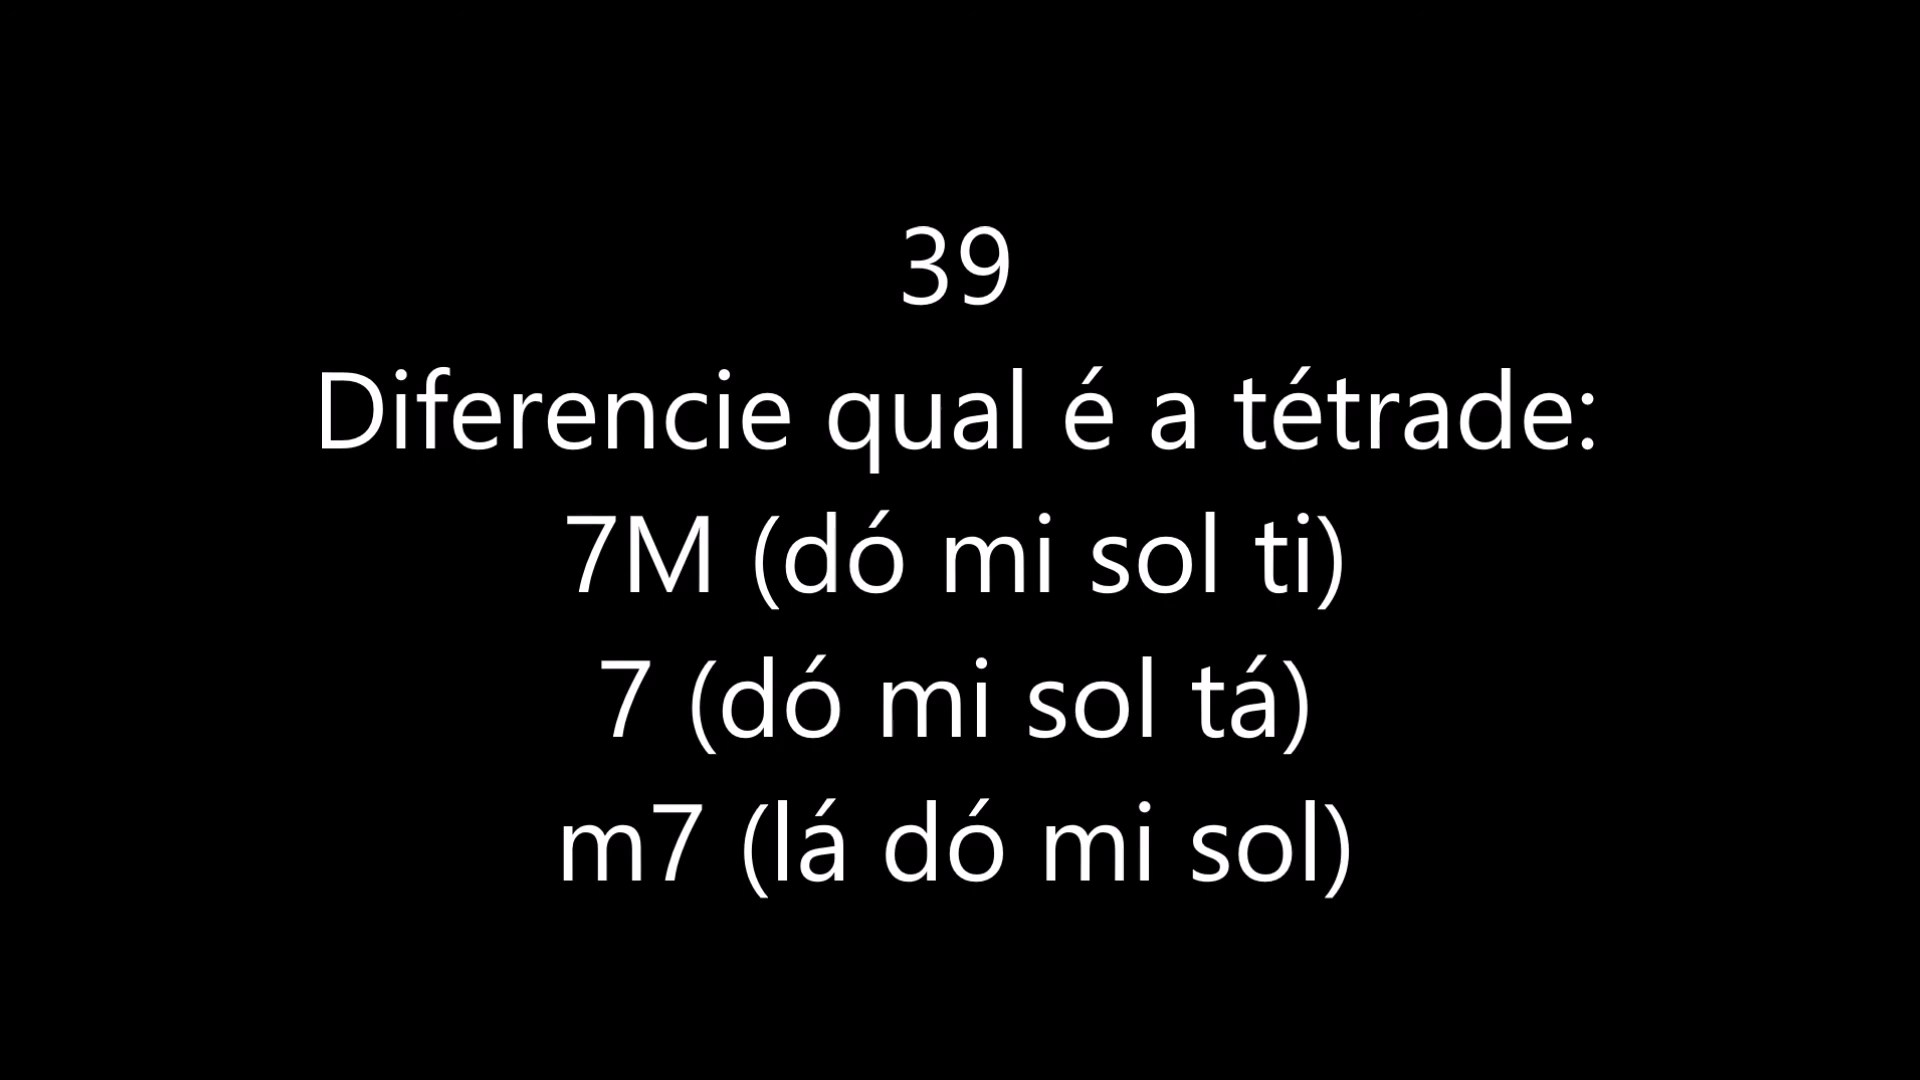 39
Diferencie qual é a tétrade:
7M (dó mi sol ti)
7 (dó mi sol tá)
m7 (lá dó mi sol)